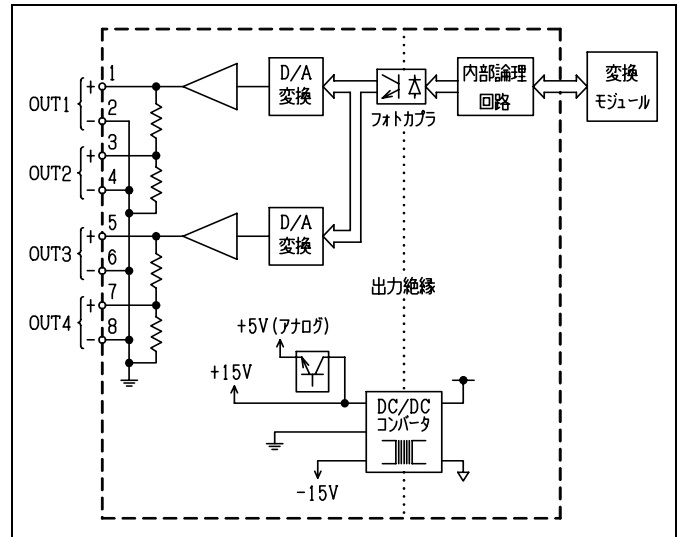 D/A
変換
内部論理
回路
変換
モジュール
フォトカプラ
OUT1
+ 1
- 2
OUT2
+ 3
- 4
D/A
変換
OUT3
+ 5
- 6
OUT4
+ 7
- 8
出力絶縁
+5V(アナログ)
+15V
DC/DC
コンバータ
-15V